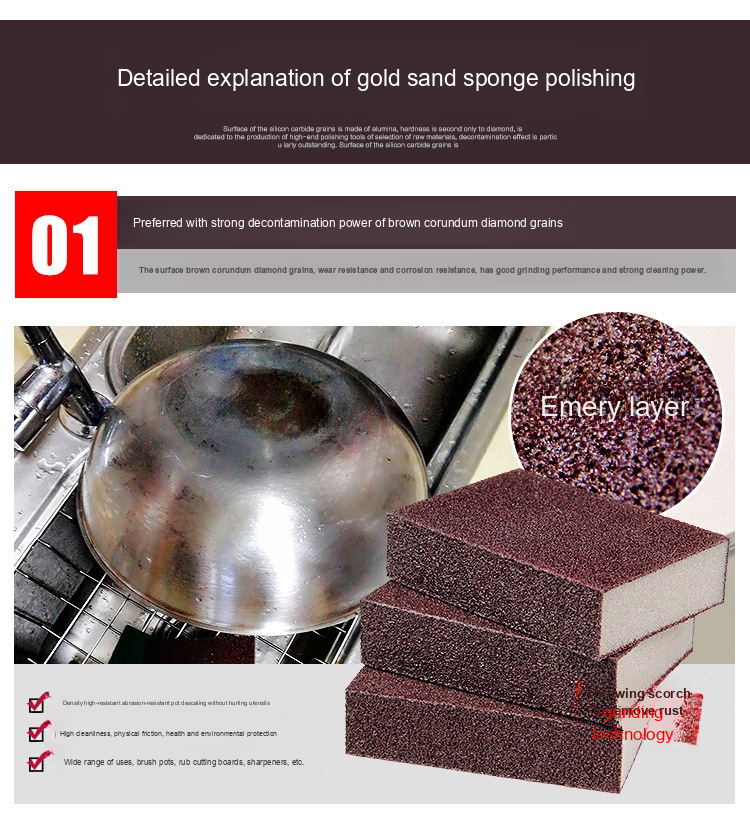 Detailed explanation of gold sand sponge polishing
Surface of the silicon carbide grains is made of alumina, hardness is second only to diamond, is
dedicated to the production of high-end polishing tools of selection of raw materials, decontamination effect is partic
u larly outstanding. Surface of the silicon carbide grains is
01
Preferred with strong decontamination power of brown corundum diamond grains
The surface brown corundum diamond grains, wear resistance and corrosion resistance, has good grinding performance and strong cleaning power.
Emery layer
Density high-resistant abrasion-resistant pot descaling without hurting utensils
High cleanliness, physical friction, health and environmental protection
Wide range of uses, brush pots, rub cutting boards, sharpeners, etc.
scorch
remove rust
grinding
technology